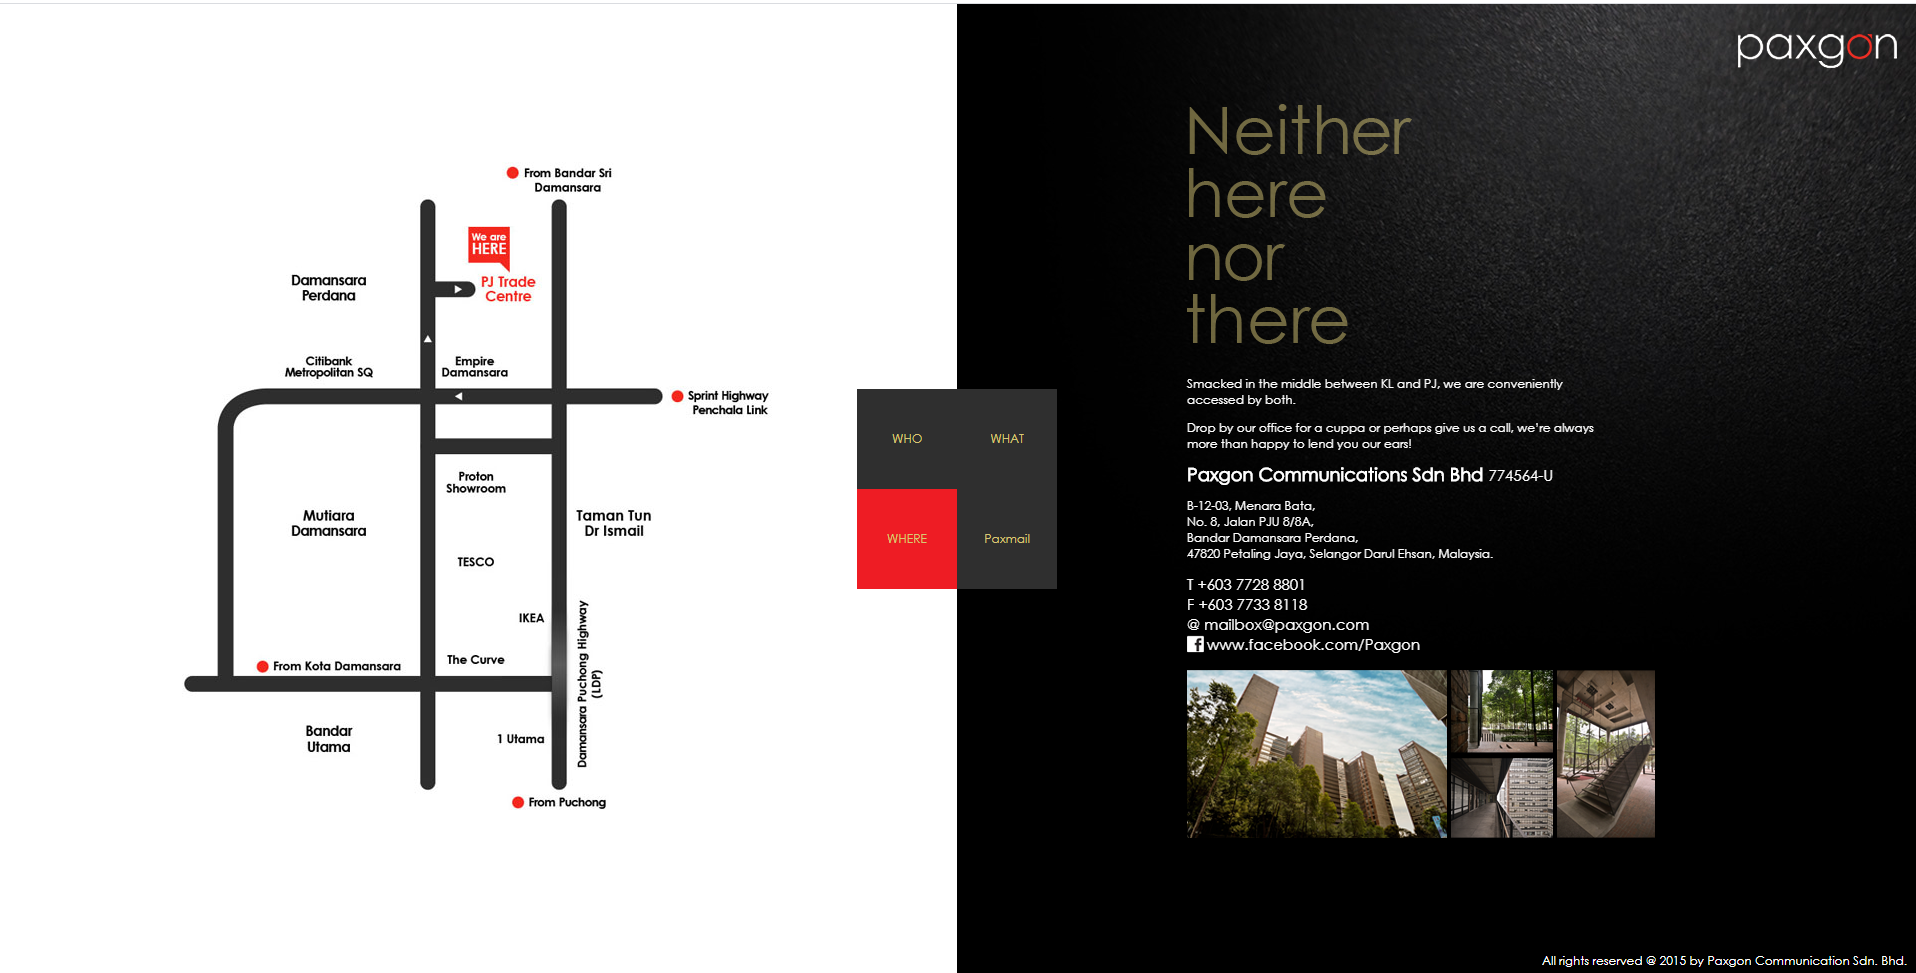 paxgon
From Bandar Sri
Damansara
We are
HERE
PJ Trade
Centre
Damansara
Perdana
Citibank
Metropolitan SQ
Empire
Damansara
Sprint Highway
Penchala Link
Proton
Showroom
Mutiara
Damansara
Taman Tun
Dr Ismail
TESCO
IKEA
Damansara Puchong Highway
(LDP)
The Curve
From Kota Damansara
Bandar
Utama
1 Utama
From Puchong
WHO
WHAT
WHERE
Paxmail
Neither
here
nor
there
Smacked in the middle between KL and PJ, we are conveniently
accessed by both.
Drop by our office for a cuppa or perhaps give us a call, we're always
more than happy to lend you our ears!
Paxgon Communications Sdn Bhd 774564-U
B-12-03, Menara Bata,
No. 8, Jalan PJU 8/8A,
Bandar Damansara Perdana,
47820 Petaling Jaya, Selangor Darul Ehsan, Malaysia.
T +603 7728 8801
F +603 7733 8118
@ mailbox@paxgon.com
www.facebook.com/Paxgon
All rights reserved @ 2015 by Paxgon Communication Sdn. Bhd.